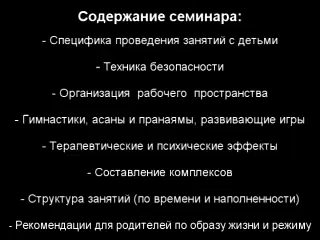 Содержание семинара:
- Специфика проведения занятий с детьми
- Техника безопасности
- Организация рабочего пространства
- Гимнастики, асаны и пранаямы, развивающие игры
- Терапевтические и психические эффекты
- Составление комплексов
- Структура занятий (по времени и наполненности)
- Рекомендации для родителей по образу жизни и режиму